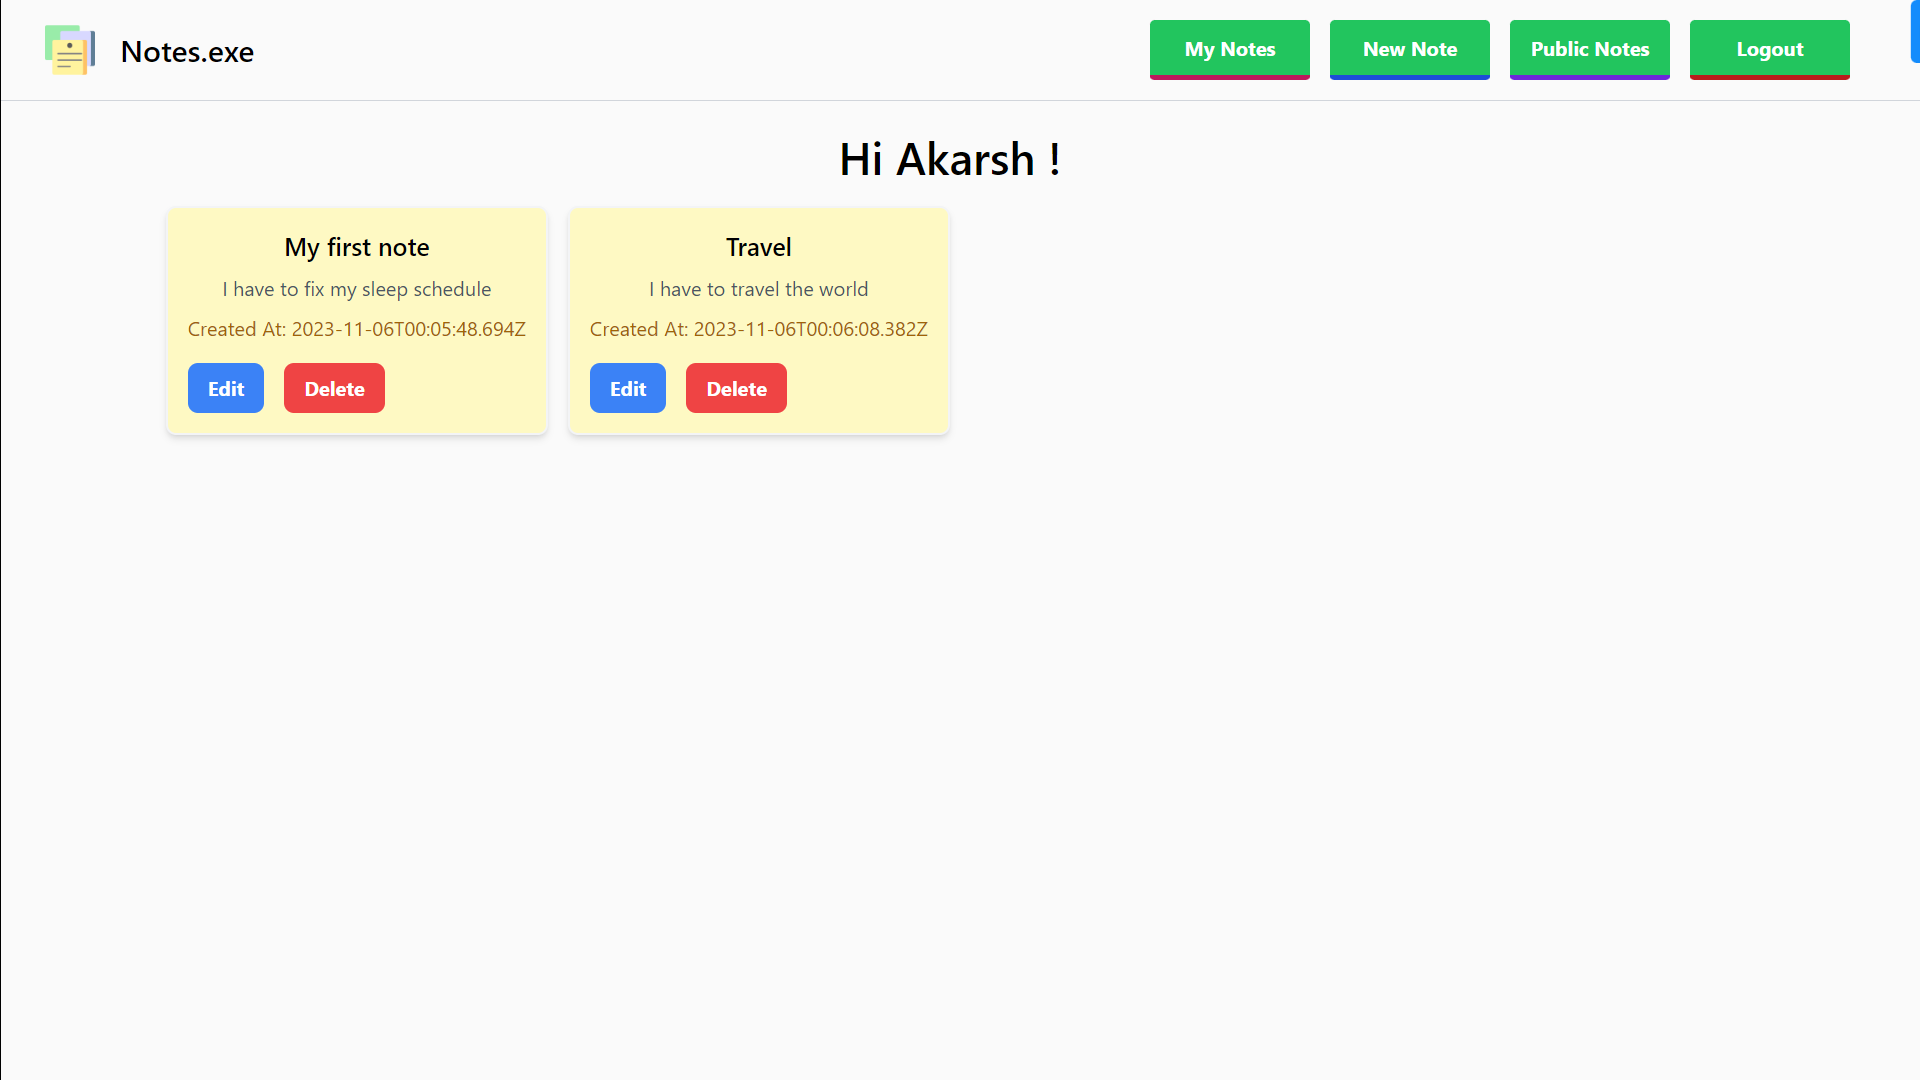 Notes.exe
My Notes
New Note
Public Notes
Logout
Hi Akarsh !
My first note
I have to fix my sleep schedule
Created At: 2023-11-06T00:05:48.694Z
Edit
Delete
Travel
I have to travel the world
Created At: 2023-11-06T00:06:08.382Z
Edit
Delete